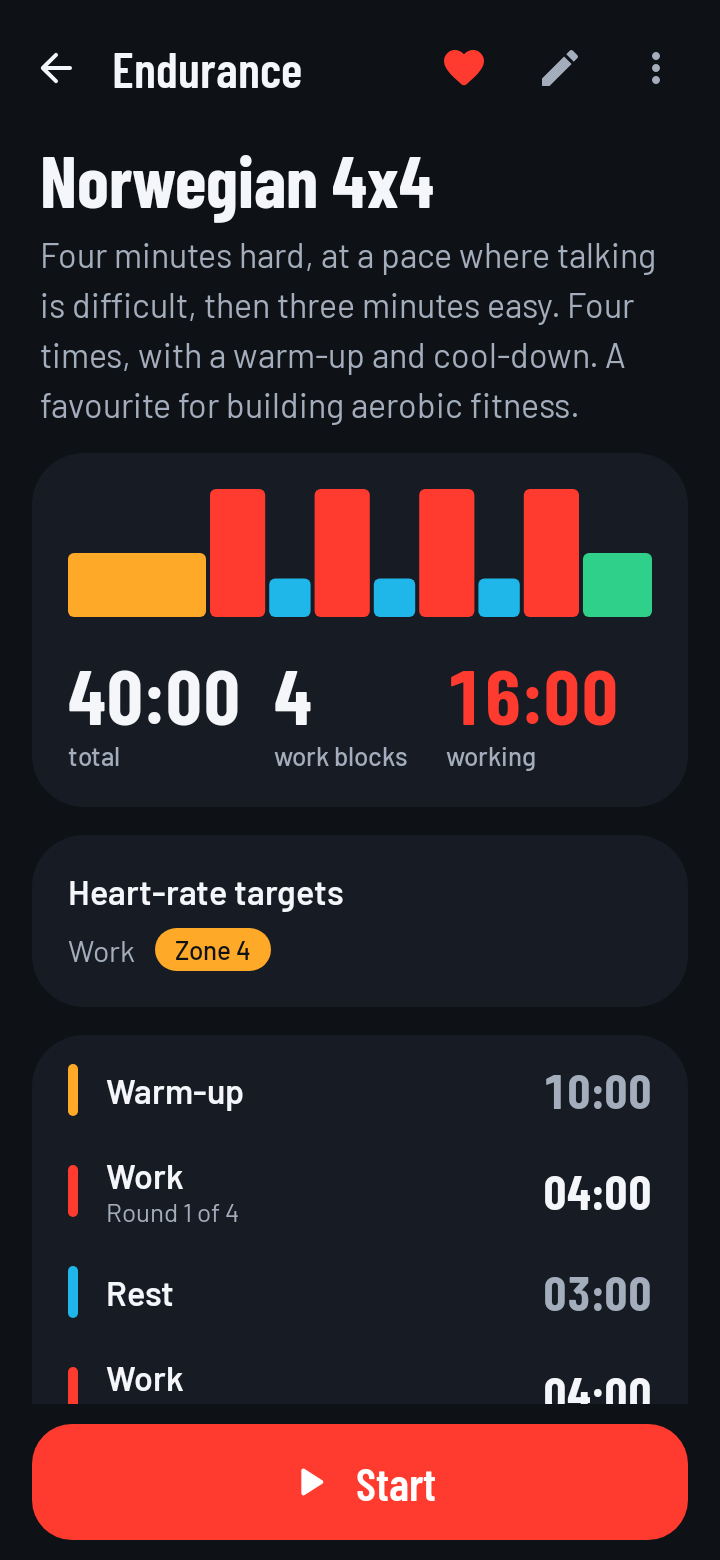 Endurance
Norwegian 4x4
Four minutes hard, at a pace where talking
is difficult, then three minutes easy. Four
times, with a warm-up and cool-down. A
favourite for building aerobic fitness.
40:00 4 16:00
total work blocks working
Heart-rate targets
Work Zone 4
Warm-up 10:00
Work 04:00
Round 1 of 4
Rest 03:00
Work 04:00
Start